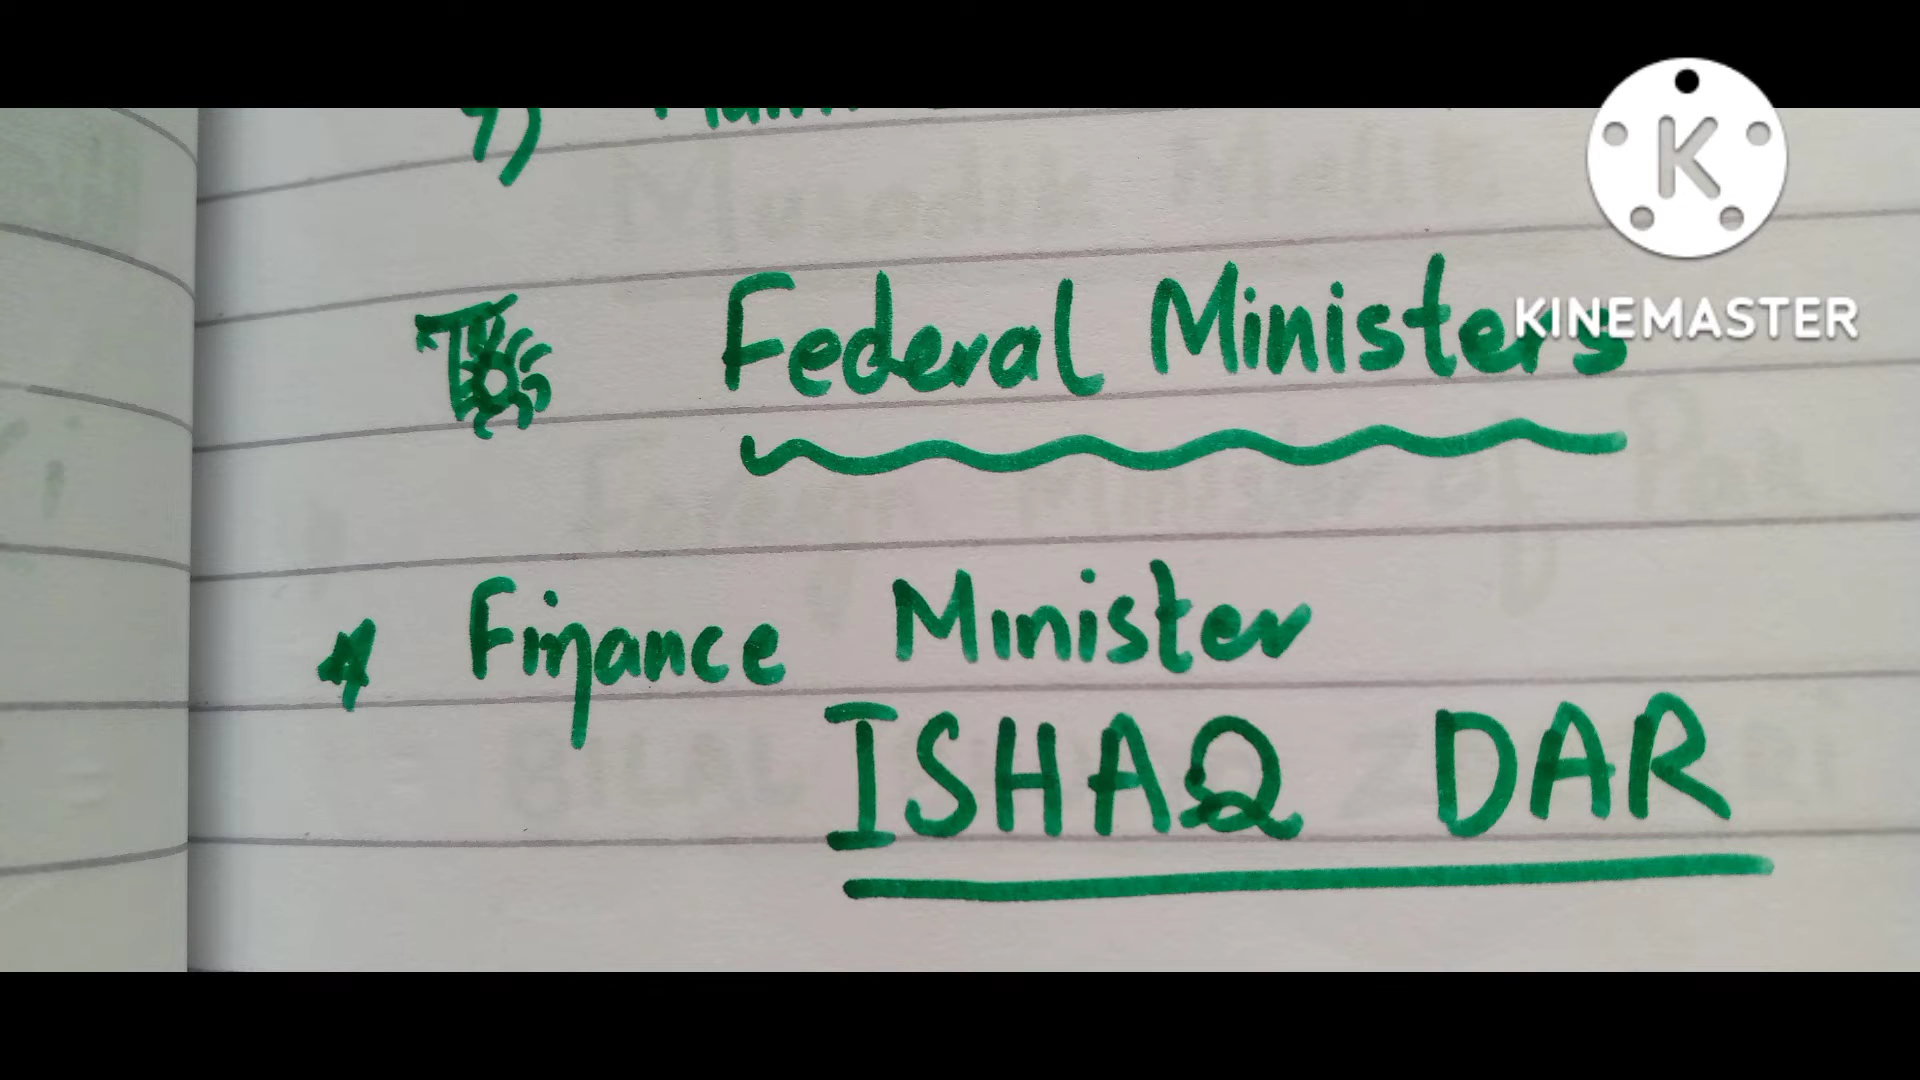 Federal Ministers
Finance Minister
ISHAQ DAR
K
KINEMASTER